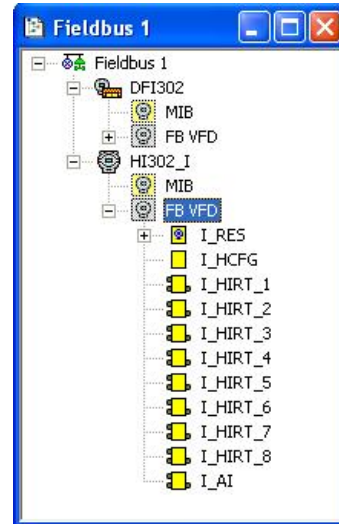 Fieldbus 1
Fieldbus 1
DFI302
MIB
FB VFD
HI302_I
MIB
FB VFD
I_RES
I_HCFG
I_HIRT_1
I_HIRT_2
I_HIRT_3
I_HIRT_4
I_HIRT_5
I_HIRT_6
I_HIRT_7
I_HIRT_8
I_AI